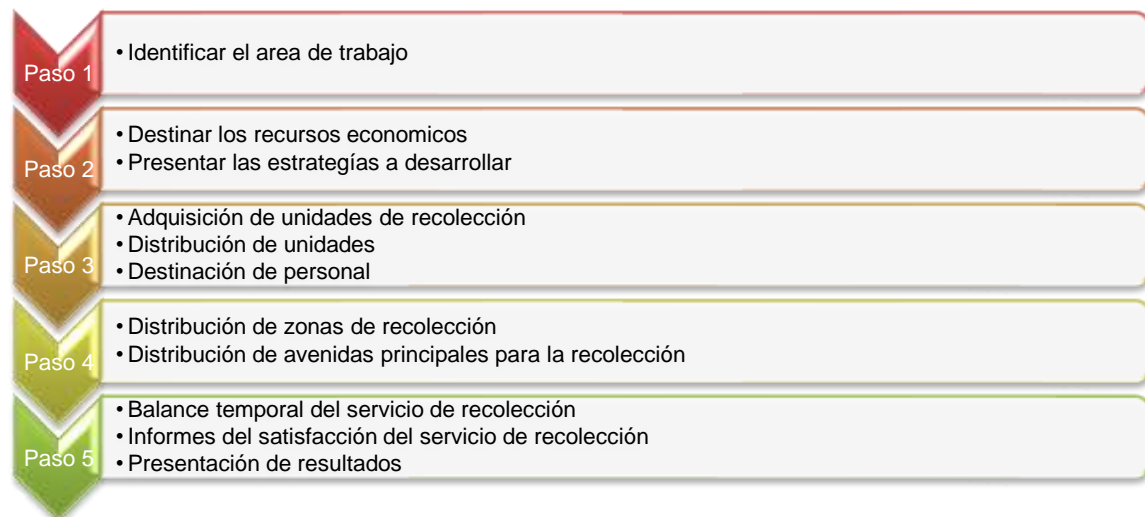 Paso 1
• Identificar el area de trabajo
Paso 2
• Destinar los recursos economicos
• Presentar las estrategías a desarrollar
Paso 3
• Adquisición de unidades de recolección
• Distribución de unidades
• Destinación de personal
Paso 4
• Distribución de zonas de recolección
• Distribución de avenidas principales para la recolección
Paso 5
• Balance temporal del servicio de recolección
• Informes del satisfacción del servicio de recolección
• Presentación de resultados